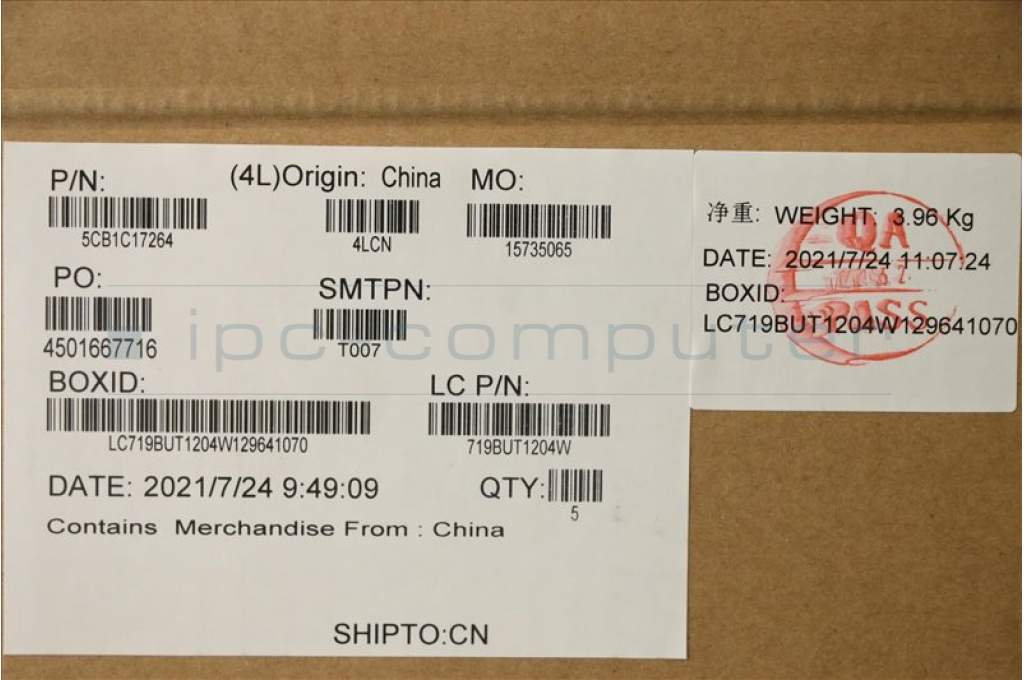 P/N:
5CB1C17264
(4L)Origin: China
4LCN
MO:
15735065
PO:
4501667716
SMTPN:
T007
BOXID:
LC719BUT1204W129641070
LC P/N:
719BUT1204W
DATE: 2021/7/24 9:49:09
QTY:
5
Contains Merchandise From : China
SHIPTO:CN
净重: WEIGHT: 3.96 Kg
DATE: 2021/7/24 11:07:24
BOXID:
LC719BUT1204W129641070
QA
PASS
ipc computer